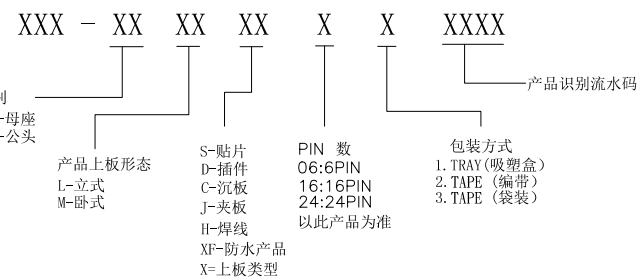 XXX-XX XX XX X X XXXX
产品识别流水码
-母座
-公头
产品上板形态
L-立式
M-卧式
S-贴片
D-插件
C-沉板
J-夹板
H-焊线
XF-防水产品
X=上板类型
PIN 数
06:6PIN
16:16PIN
24:24PIN
以此产品为准
包装方式
1.TRAY(吸塑盒)
2.TAPE (编带)
3.TAPE (袋装)